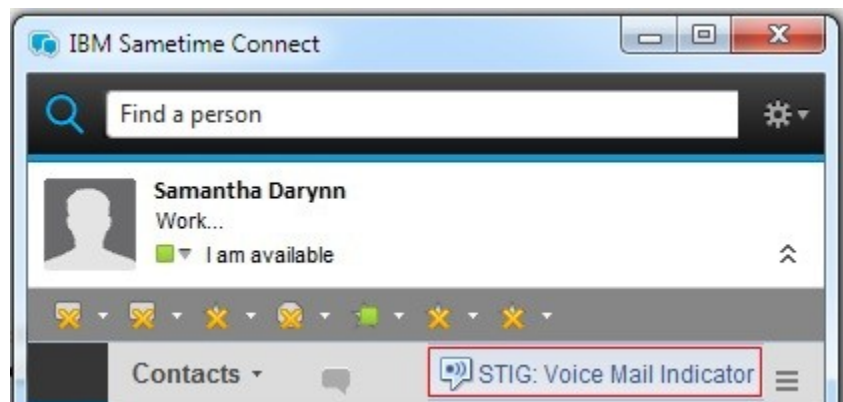 IBM Sametime Connect
Find a person
Samantha Darynn
Work...
I am available
Contacts
STIG: Voice Mail Indicator